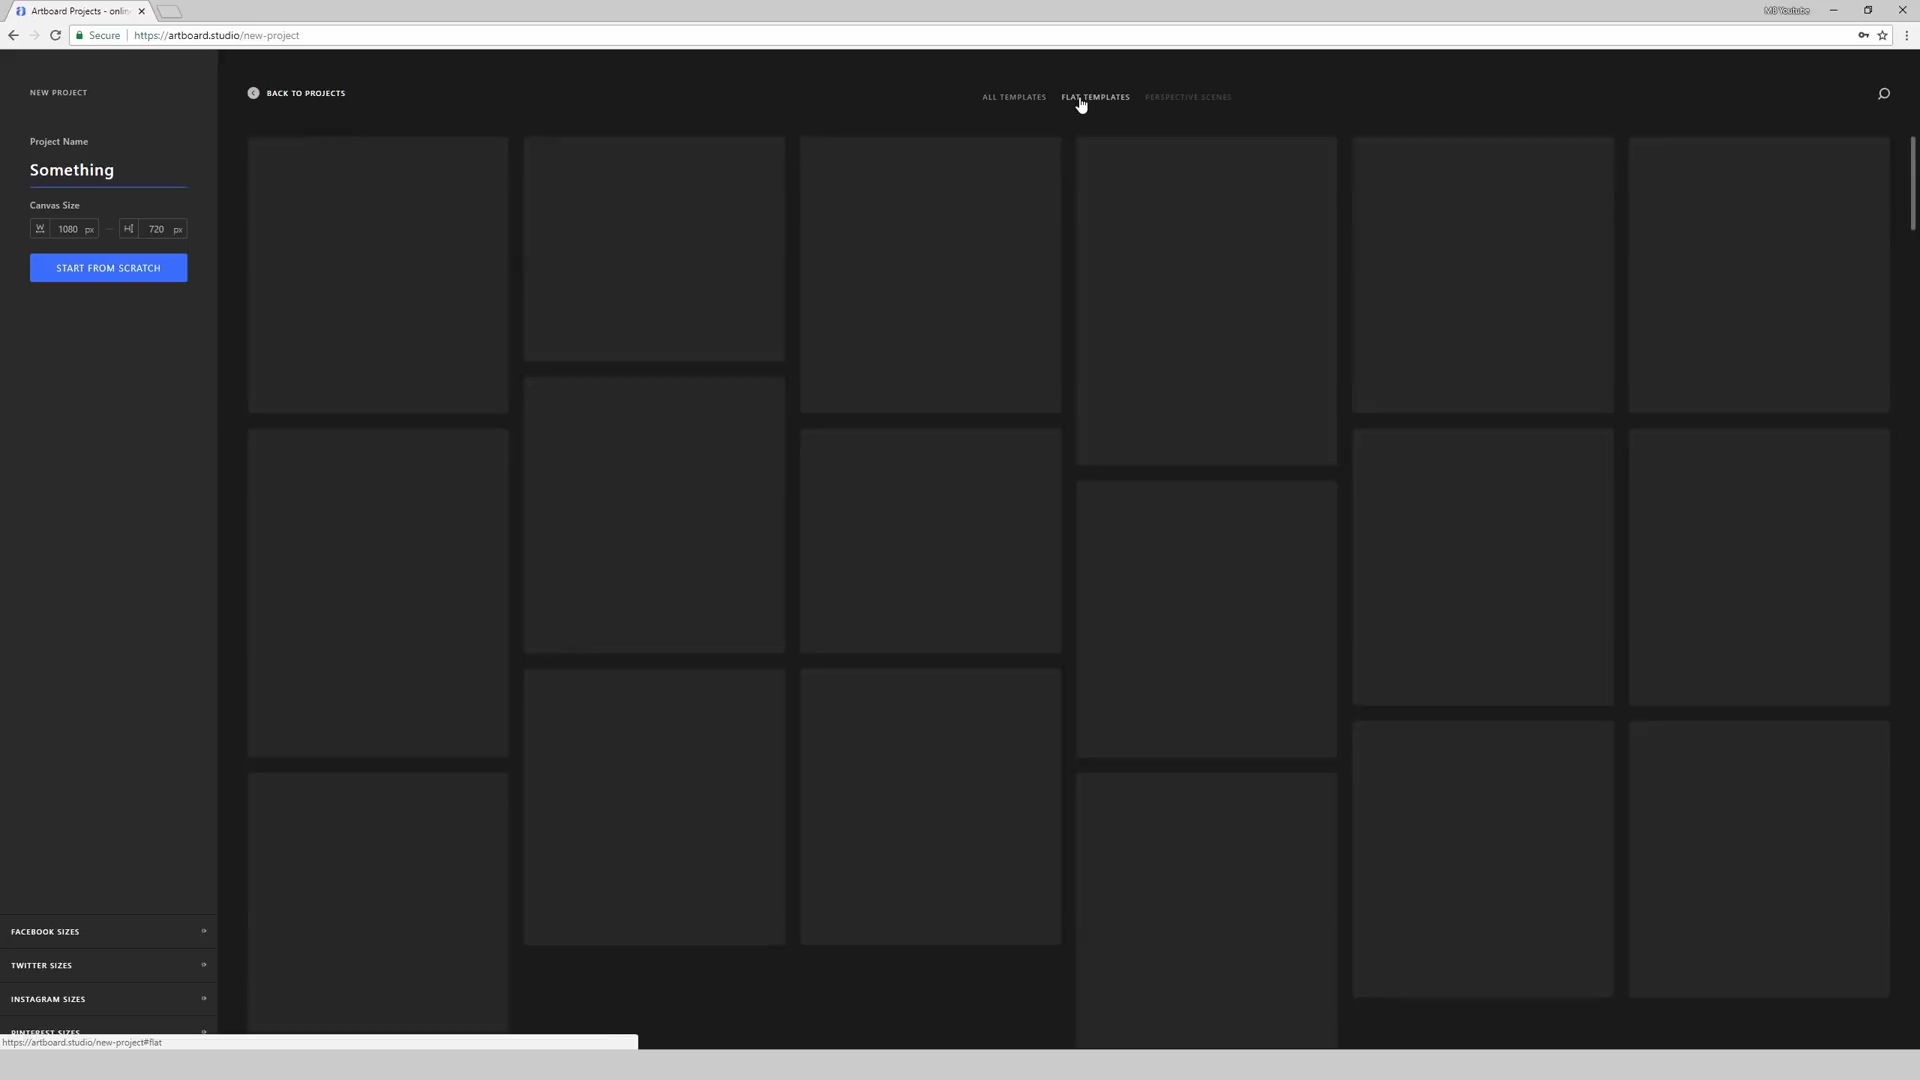 Artboard Projects - onlin
MB Youtube
Secure
https://artboard.studio/new-project
NEW PROJECT
BACK TO PROJECTS
ALL TEMPLATES
FLAT TEMPLATES
PERSPECTIVE SCENES
Project Name
Something
Canvas Size
W 1080 px
H 720 px
START FROM SCRATCH
FACEBOOK SIZES
TWITTER SIZES
INSTAGRAM SIZES
PINTEREST SIZES
https://artboard.studio/new-project#flat